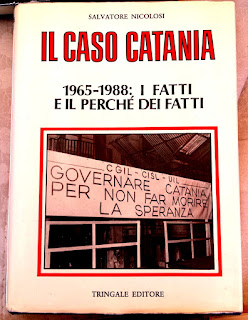 SALVATORE NICOLOSI
IL CASO CATANIA
1965-1988: I FATTI
E IL PERCHÉ DEI FATTI
CGIL - CISL - UIL
GOVERNARE CATANIA
PER NON FAR MORIRE
LA SPERANZA
TRINGALE EDITORE